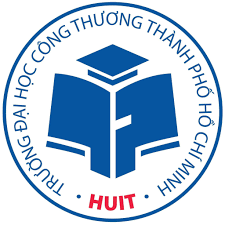 TRƯỜNG ĐẠI HỌC CÔNG THƯƠNG THÀNH PHỐ HỒ CHÍ MINH
HUIT